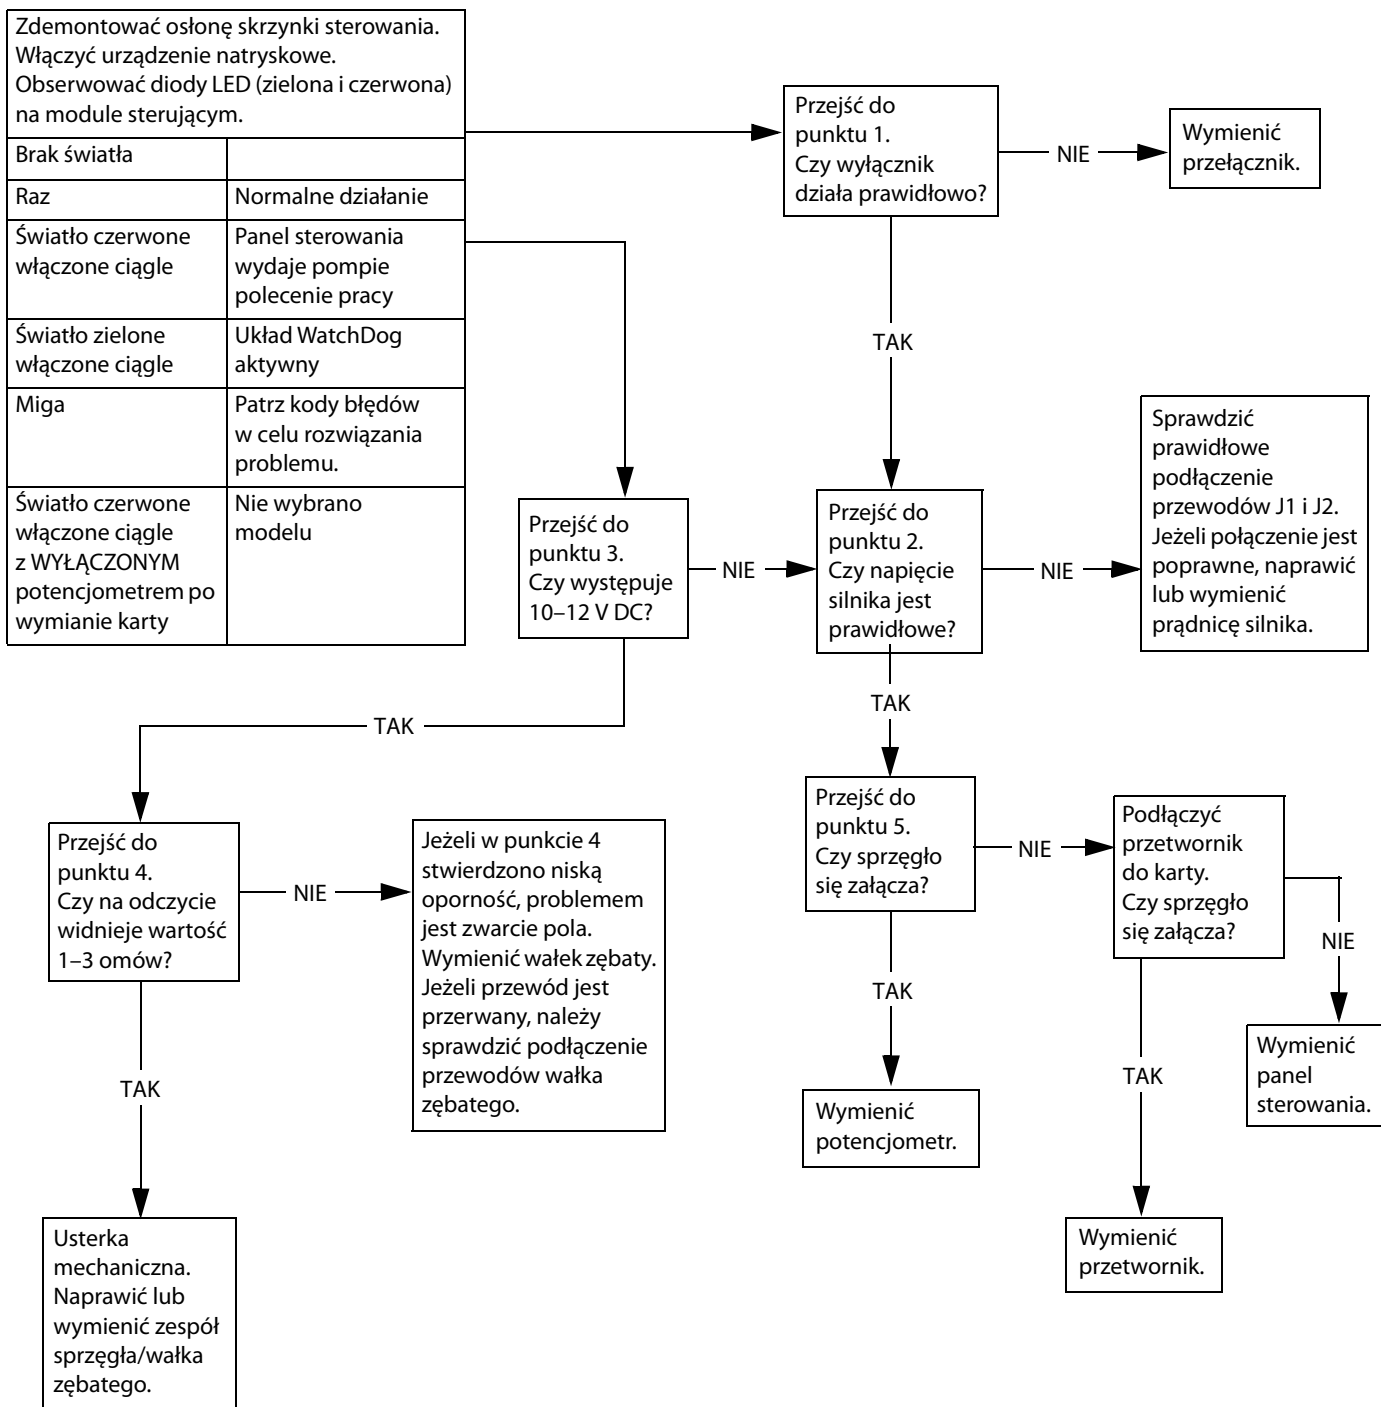 Zdemontować osłonę skrzynki sterowania.
Włączyć urządzenie natryskowe.
Obserwować diody LED (zielona i czerwona)
na module sterującym.
Brak światła
Raz
Normalne działanie
Światło czerwone
włączone ciągle
Panel sterowania
wydaje pompie
polecenie pracy
Światło zielone
włączone ciągle
Układ WatchDog
aktywny
Miga
Patrz kody błędów
w celu rozwiązania
problemu.
Światło czerwone
włączone ciągle
z WYŁĄCZONYM
potencjometrem po
wymianie karty
Nie wybrano
modelu
Przejść do
punktu 1.
Czy wyłącznik
działa prawidłowo?
NIE
Wymienić
przełącznik.
TAK
Przejść do
punktu 3.
Czy występuje
10–12 V DC?
NIE
Przejść do
punktu 2.
Czy napięcie
silnika jest
prawidłowe?
NIE
Sprawdzić
prawidłowe
podłączenie
przewodów J1 i J2.
Jeżeli połączenie jest
poprawne, naprawić
lub wymienić
prądnicę silnika.
TAK
TAK
Przejść do
punktu 4.
Czy na odczycie
widnieje wartość
1–3 omów?
NIE
Jeżeli w punkcie 4
stwierdzono niską
oporność, problemem
jest zwarcie pola.
Wymienić wałek zębaty.
Jeżeli przewód jest
przerwany, należy
sprawdzić podłączenie
przewodów wałka
zębatego.
Przejść do
punktu 5.
Czy sprzęgło
się załącza?
NIE
Podłączyć
przetwornik
do karty.
Czy sprzęgło
się załącza?
NIE
TAK
TAK
TAK
Wymienić
panel
sterowania.
Wymienić
potencjometr.
Wymienić
przetwornik.
Usterka
mechaniczna.
Naprawić lub
wymienić zespół
sprzęgła/wałka
zębatego.